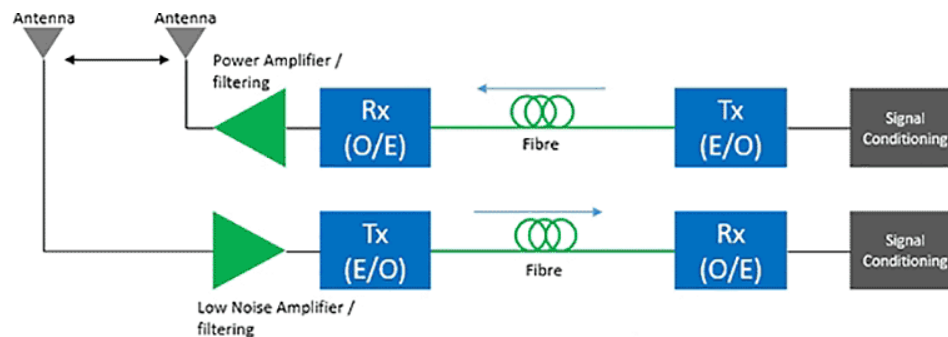 Antenna
Antenna
Power Amplifier /
filtering
Rx
(O/E)
Fibre
Tx
(E/O)
Signal
Conditioning
Tx
(E/O)
Fibre
Rx
(O/E)
Signal
Conditioning
Low Noise Amplifier /
filtering